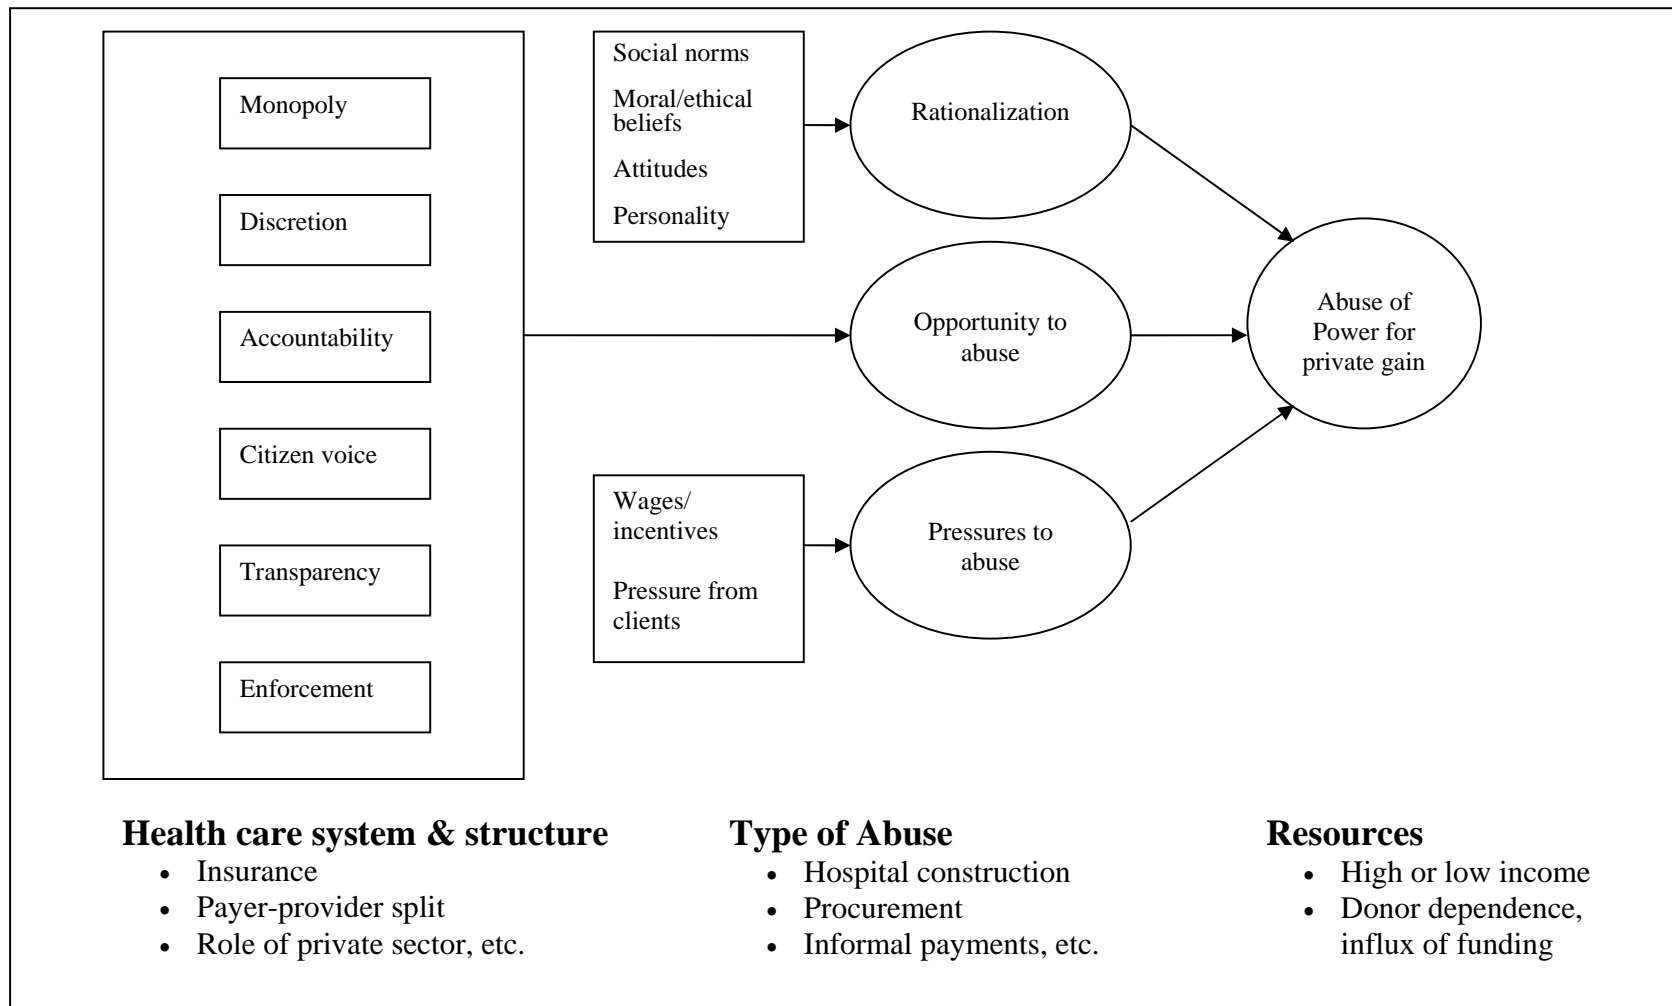 Monopoly
Discretion
Accountability
Citizen voice
Transparency
Enforcement
Social norms
Moral/ethical
beliefs
Attitudes
Personality
Wages/
incentives
Pressure from
clients
Rationalization
Opportunity to
abuse
Pressures to
abuse
Abuse of
Power for
private gain
Health care system & structure
• Insurance
• Payer-provider split
• Role of private sector, etc.
Type of Abuse
• Hospital construction
• Procurement
• Informal payments, etc.
Resources
• High or low income
• Donor dependence,
influx of funding